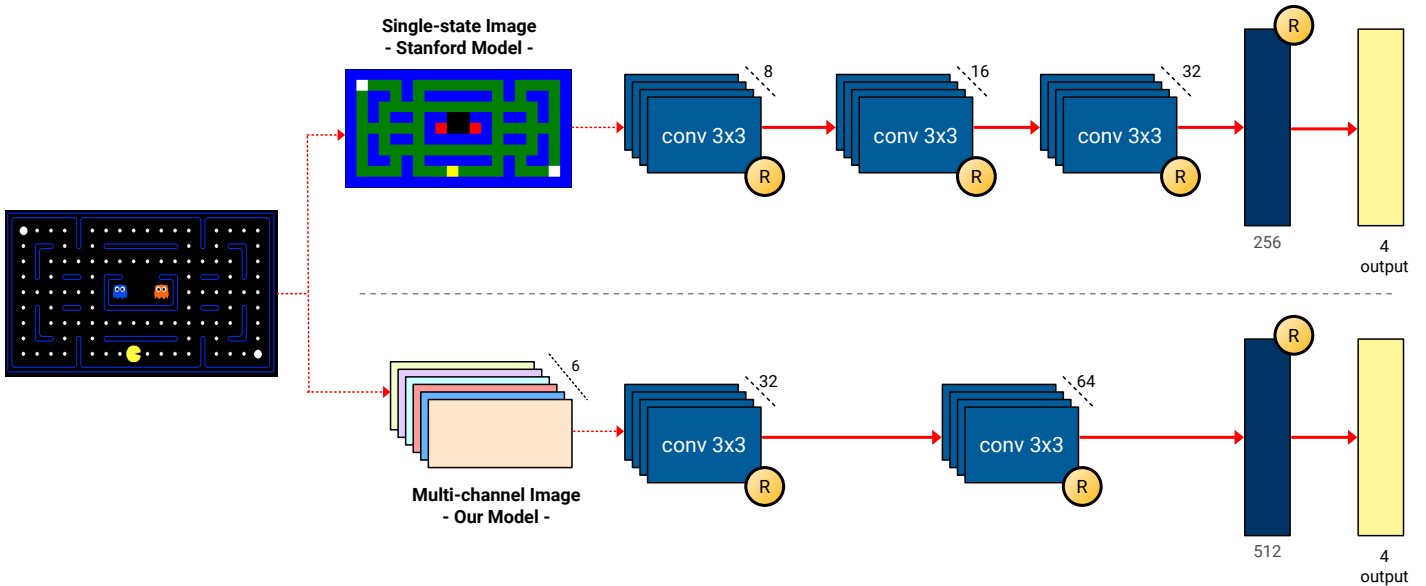 Single-state Image
- Stanford Model -
8
16
32
R
conv 3x3
conv 3x3
conv 3x3
R
R
R
256
4
output
6
32
64
R
conv 3x3
conv 3x3
R
R
Multi-channel Image
- Our Model -
512
4
output